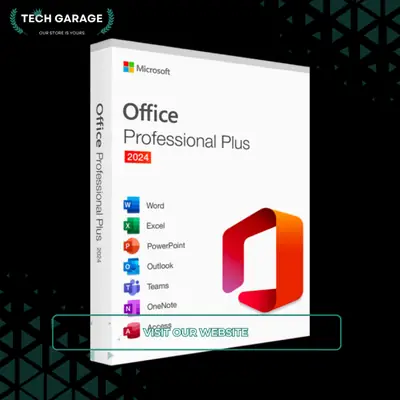 TECH GARAGE
OUR STORE IS YOURS
Microsoft
Office
Professional Plus
2024
Office Professional Plus 2024
Word
Excel
PowerPoint
Outlook
Teams
OneNote
Access
VISIT OUR WEBSITE